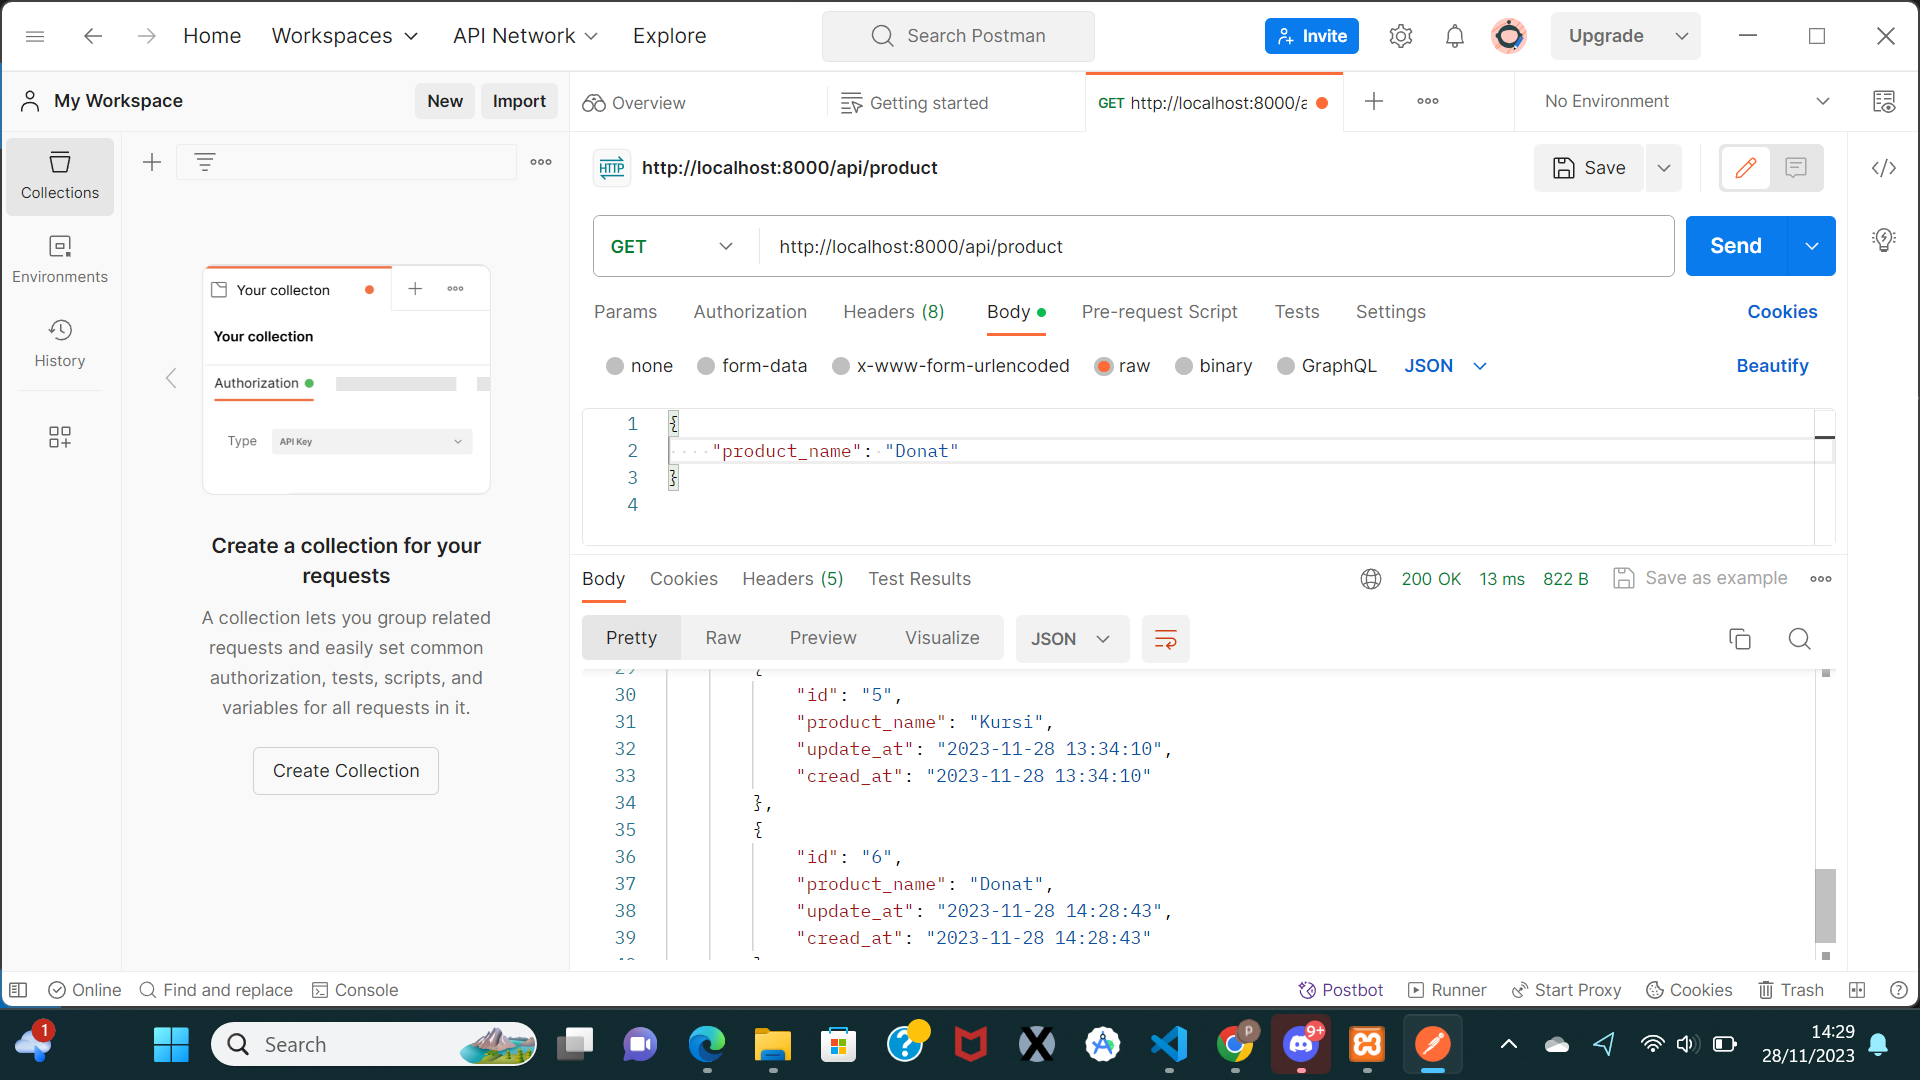 Home
Workspaces
API Network
Explore
Search Postman
Invite
Upgrade
My Workspace
New
Import
Overview
Getting started
GET http://localhost:8000/a
No Environment
Collections
Environments
History
Your collecton
Your collection
Authorization
Type
API Key
Create a collection for your
requests
A collection lets you group related
requests and easily set common
authorization, tests, scripts, and
variables for all requests in it.
Create Collection
HTTP
http://localhost:8000/api/product
Save
GET
http://localhost:8000/api/product
Send
Params
Authorization
Headers (8)
Body
Pre-request Script
Tests
Settings
Cookies
none
form-data
x-www-form-urlencoded
raw
binary
GraphQL
JSON
Beautify
1 {
2 "product_name": "Donat"
3 }
4
Body
Cookies
Headers (5)
Test Results
200 OK
13 ms
822 B
Save as example
Pretty
Raw
Preview
Visualize
JSON
29 {
30 "id": "5",
31 "product_name": "Kursi",
32 "update_at": "2023-11-28 13:34:10",
33 "cread_at": "2023-11-28 13:34:10"
34 },
35 {
36 "id": "6",
37 "product_name": "Donat",
38 "update_at": "2023-11-28 14:28:43",
39 "cread_at": "2023-11-28 14:28:43"
Online
Find and replace
Console
Postbot
Runner
Start Proxy
Cookies
Trash
1
Search
P
9+
14:29
28/11/2023